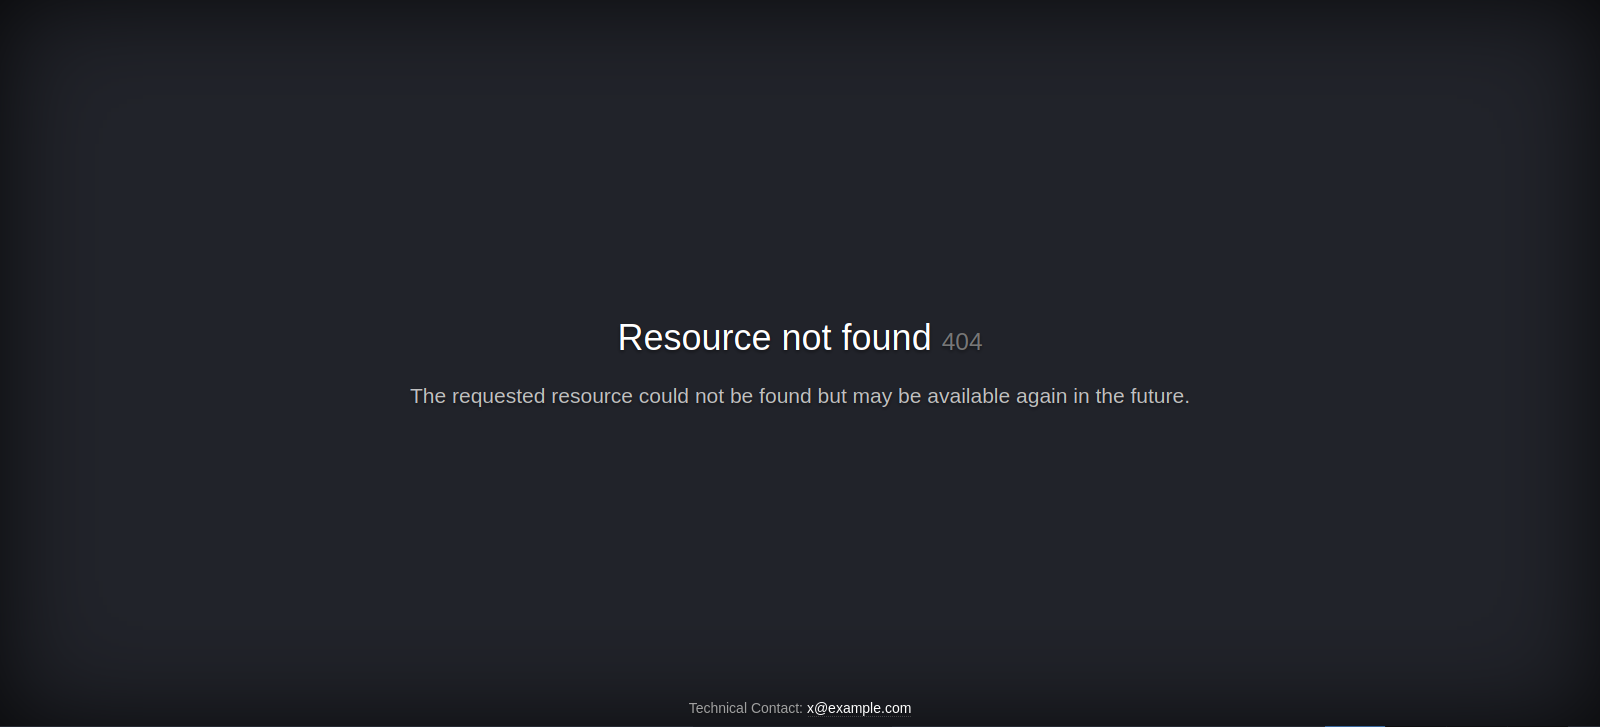 Resource not found 404
The requested resource could not be found but may be available again in the future.
Technical Contact: x@example.com